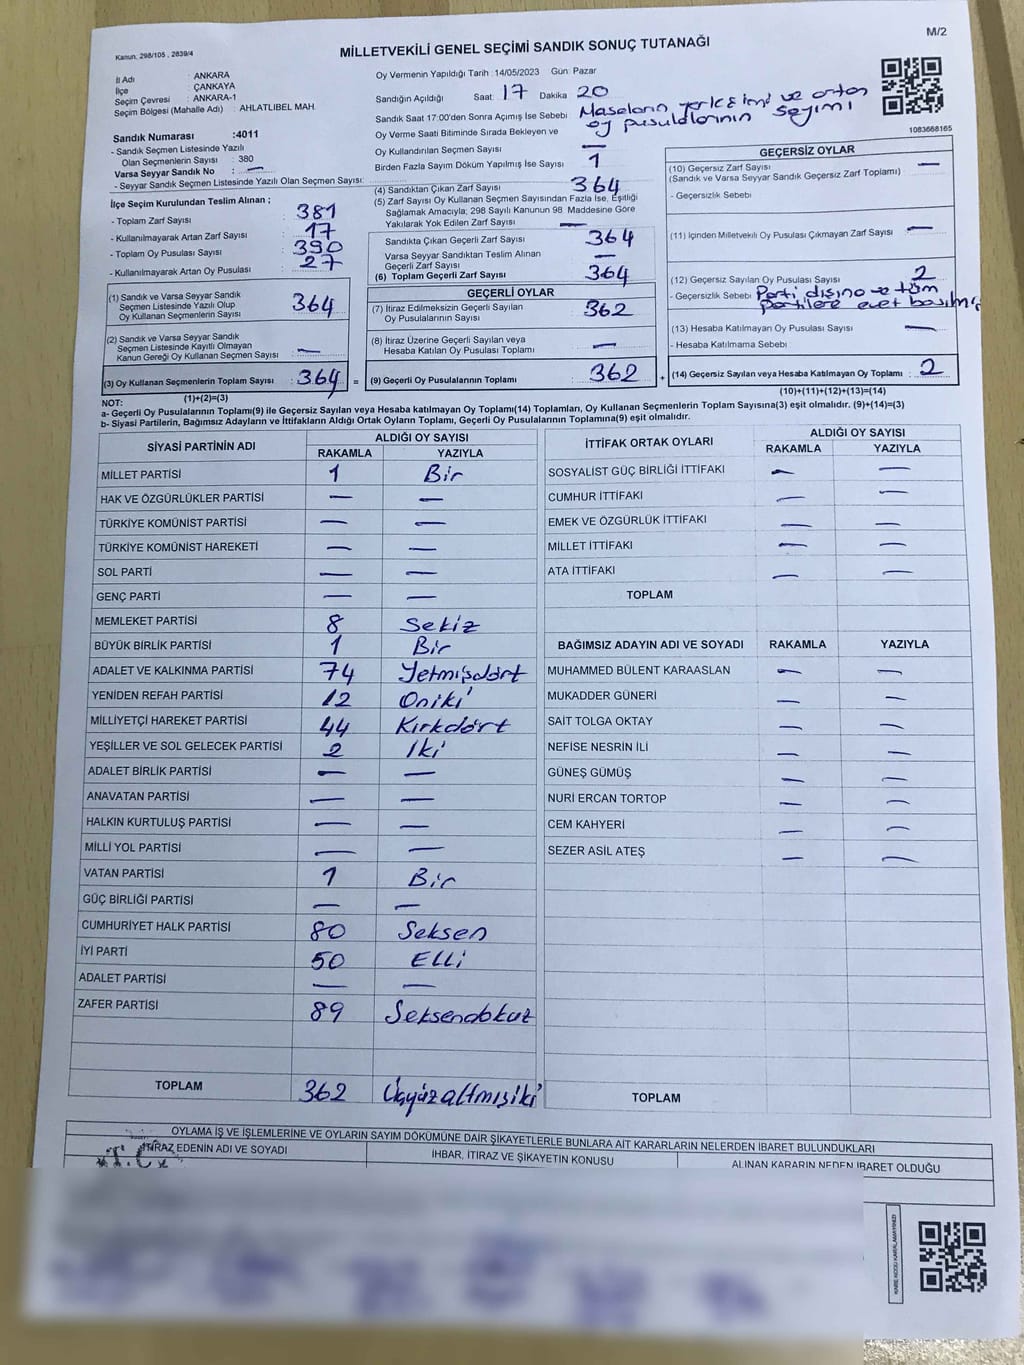 M/2
Kanun, 298/105 , 2839/4
MİLLETVEKİLİ GENEL SEÇİMİ SANDIK SONUÇ TUTANAĞI
İl Adı : ANKARA
İlçe : ÇANKAYA
Seçim Çevresi : ANKARA-1
Seçim Bölgesi (Mahalle Adı) : AHLATLIBEL MAH.
Sandık Numarası :4011
- Sandık Seçmen Listesinde Yazılı
Olan Seçmenlerin Sayısı : 380
Varsa Seyyar Sandık No : —
- Seyyar Sandık Seçmen Listesinde Yazılı Olan Seçmen Sayısı:
İlçe Seçim Kurulundan Teslim Alınan ;
- Toplam Zarf Sayısı : 381
- Kullanılmayarak Artan Zarf Sayısı : 17
- Toplam Oy Pusulası Sayısı : 390
- Kullanılmayarak Artan Oy Pusulası : 27
(1) Sandık ve Varsa Seyyar Sandık
Seçmen Listesinde Yazılı Olup
Oy Kullanan Seçmenlerin Sayısı : 364
(2) Sandık ve Varsa Seyyar Sandık
Seçmen Listesinde Kayıtlı Olmayan
Kanun Gereği Oy Kullanan Seçmen Sayısı : —
(3) Oy Kullanan Seçmenlerin Toplam Sayısı : 364
(1)+(2)=(3)
Oy Vermenin Yapıldığı Tarih :14/05/2023 Gün: Pazar
Sandığın Açıldığı Saat: 17 Dakika 20
Sandık Saat 17:00'den Sonra Açımış İse Sebebi Masaların yerleşimi ve artan
oy pusulalarının sayımı
Oy Verme Saati Bitiminde Sırada Bekleyen ve
Oy Kullandırılan Seçmen Sayısı —
Birden Fazla Sayım Döküm Yapılmış İse Sayısı 1
(4) Sandıktan Çıkan Zarf Sayısı 364
(5) Zarf Sayısı Oy Kullanan Seçmen Sayısından Fazla İse, Eşitliği
Sağlamak Amacıyla; 298 Sayılı Kanunun 98 Maddesine Göre
Yakılarak Yok Edilen Zarf Sayısı : —
Sandıkta Çıkan Geçerli Zarf Sayısı : 364
Varsa Seyyar Sandıktan Teslim Alınan
Geçerli Zarf Sayısı : —
(6) Toplam Geçerli Zarf Sayısı : 364
GEÇERLİ OYLAR
(7) İtiraz Edilmeksizin Geçerli Sayılan
Oy Pusulalarının Sayısı : 362
(8) İtiraz Üzerine Geçerli Sayılan veya
Hesaba Katılan Oy Pusulası Toplamı : —
= (9) Geçerli Oy Pusulalarının Toplamı : 362
1083668165
GEÇERSİZ OYLAR
(10) Geçersiz Zarf Sayısı : —
(Sandık ve Varsa Seyyar Sandık Geçersiz Zarf Toplamı)
- Geçersizlik Sebebi :
(11) İçinden Milletvekili Oy Pusulası Çıkmayan Zarf Sayısı : —
(12) Geçersiz Sayılan Oy Pusulası Sayısı : 2
- Geçersizlik Sebebi : Parti dışına ve tüm
partilere evet basılmış
(13) Hesaba Katılmayan Oy Pusulası Sayısı : —
- Hesaba Katılmama Sebebi
+ (14) Geçersiz Sayılan veya Hesaba Katılmayan Oy Toplamı : 2
(10)+(11)+(12)+(13)=(14)
NOT:
a- Geçerli Oy Pusulasının Toplamı(9) ile Geçersiz Sayılan veya Hesaba katılmayan Oy Toplamı(14) Toplamları, Oy Kullanan Seçmenlerin Toplam Sayısına(3) eşit olmalıdır. (9)+(14)=(3)
b- Siyasi Partilerin, Bağımsız Adayların ve İttifakların Aldığı Ortak Oyların Toplamı, Geçerli Oy Pusulalarının Toplamına(9) eşit olmalıdır.
SİYASİ PARTİNİN ADI ALDIĞI OY SAYISI
RAKAMLA YAZIYLA
MİLLET PARTİSİ 1 Bir
HAK VE ÖZGÜRLÜKLER PARTİSİ — —
TÜRKİYE KOMÜNİST PARTİSİ — —
TÜRKİYE KOMÜNİST HAREKETİ — —
SOL PARTİ — —
GENÇ PARTİ — —
MEMLEKET PARTİSİ 8 Sekiz
BÜYÜK BİRLİK PARTİSİ 1 Bir
ADALET VE KALKINMA PARTİSİ 74 Yetmişdört
YENİDEN REFAH PARTİSİ 12 Oniki
MİLLİYETÇİ HAREKET PARTİSİ 44 Kırkdört
YEŞİLLER VE SOL GELECEK PARTİSİ 2 İki
ADALET BİRLİK PARTİSİ — —
ANAVATAN PARTİSİ — —
HALKIN KURTULUŞ PARTİSİ — —
MİLLİ YOL PARTİSİ — —
VATAN PARTİSİ 1 Bir
GÜÇ BİRLİĞİ PARTİSİ — —
CUMHURİYET HALK PARTİSİ 80 Seksen
İYİ PARTİ 50 Elli
ADALET PARTİSİ — —
ZAFER PARTİSİ 89 Seksendokuz
TOPLAM 362 Üçyüzaltmışiki
İTTİFAK ORTAK OYLARI ALDIĞI OY SAYISI
RAKAMLA YAZIYLA
SOSYALİST GÜÇ BİRLİĞİ İTTİFAKI — —
CUMHUR İTTİFAKI — —
EMEK VE ÖZGÜRLÜK İTTİFAKI — —
MİLLET İTTİFAKI — —
ATA İTTİFAKI — —
TOPLAM
BAĞIMSIZ ADAYIN ADI VE SOYADI RAKAMLA YAZIYLA
MUHAMMED BÜLENT KARAASLAN — —
MUKADDER GÜNERİ — —
SAİT TOLGA OKTAY — —
NEFİSE NESRİN İLİ — —
GÜNEŞ GÜMÜŞ — —
NURİ ERCAN TORTOP — —
CEM KAHYERİ — —
SEZER ASİL ATEŞ — —
TOPLAM
OYLAMA İŞ VE İŞLEMLERİNE VE OYLARIN SAYIM DÖKÜMÜNE DAİR ŞİKAYETLERLE BUNLARA AİT KARARLARIN NELERDEN İBARET BULUNDUKLARI
İTİRAZ EDENİN ADI VE SOYADI İHBAR, İTİRAZ VE ŞİKAYETİN KONUSU ALINAN KARARIN NEDEN İBARET OLDUĞU
T.C.